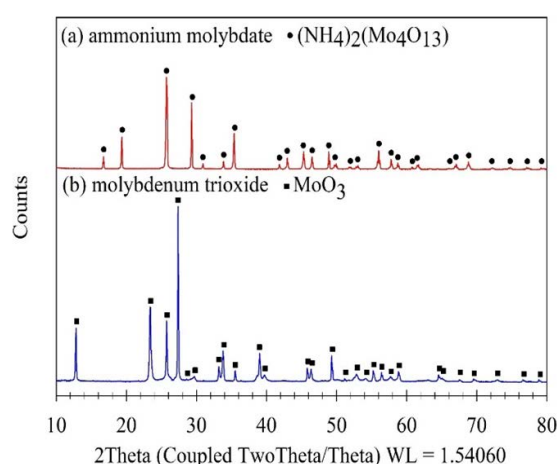 (a) ammonium molybdate • (NH4)2(Mo4O13)
(b) molybdenum trioxide ■ MoO₃
Counts
10 20 30 40 50 60 70 80
2Theta (Coupled TwoTheta/Theta) WL = 1.54060